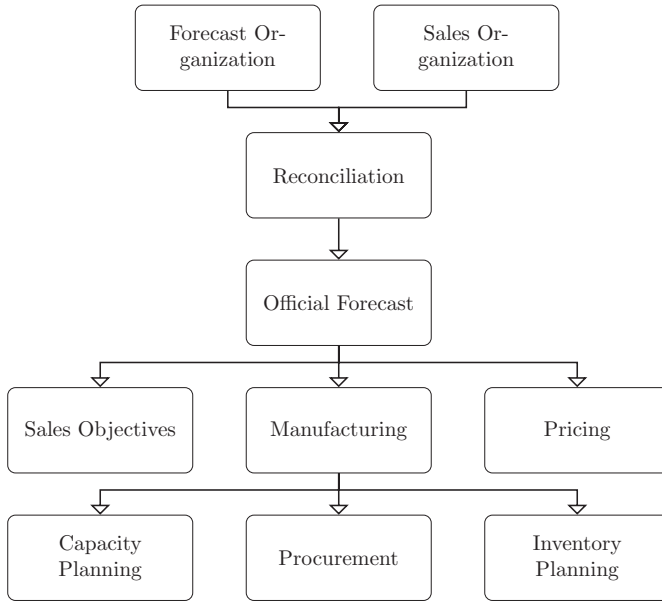 Forecast Or-
ganization
Sales Or-
ganization
Reconciliation
Official Forecast
Sales Objectives
Manufacturing
Pricing
Capacity
Planning
Procurement
Inventory
Planning